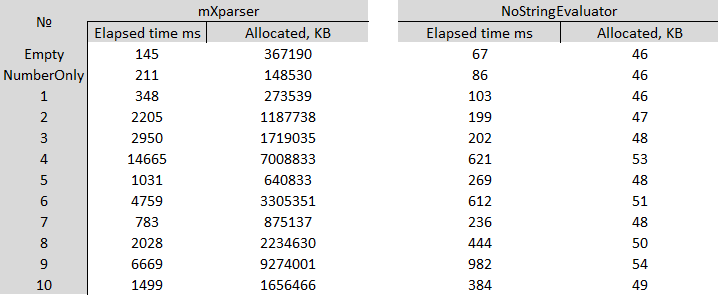 № mXparser NoStringEvaluator
Elapsed time ms Allocated, KB Elapsed time ms Allocated, KB
Empty 145 367190 67 46
NumberOnly 211 148530 86 46
1 348 273539 103 46
2 2205 1187738 199 47
3 2950 1719035 202 48
4 14665 7008833 621 53
5 1031 640833 269 48
6 4759 3305351 612 51
7 783 875137 236 48
8 2028 2234630 444 50
9 6669 9274001 982 54
10 1499 1656466 384 49